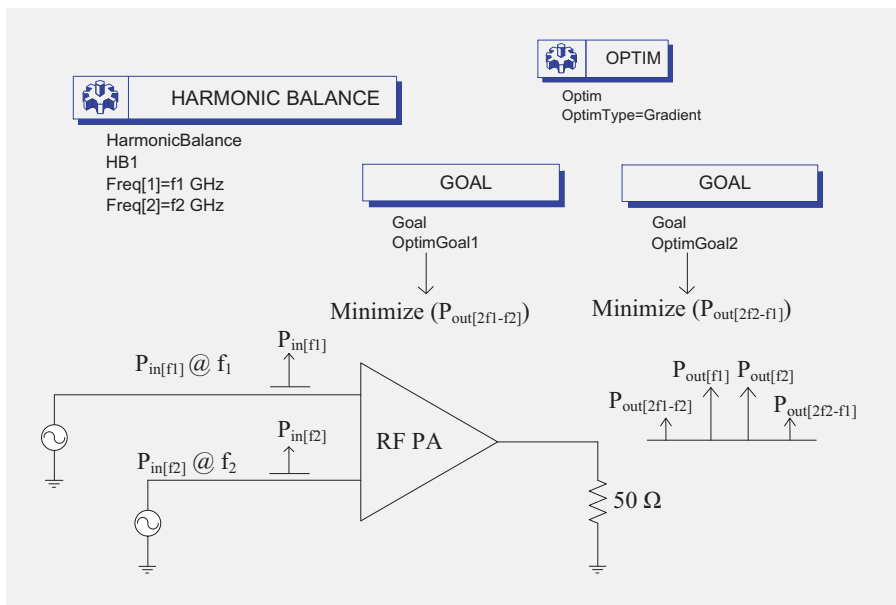 HARMONIC BALANCE
HarmonicBalance
HB1
Freq[1]=f1 GHz
Freq[2]=f2 GHz
OPTIM
Optim
OptimType=Gradient
GOAL
Goal
OptimGoal1
Minimize (Pout[2f1-f2])
GOAL
Goal
OptimGoal2
Minimize (Pout[2f2-f1])
Pin[f1] @ f1
Pin[f1]
Pin[f2] @ f2
Pin[f2]
RF PA
50 Ω
Pout[2f1-f2]
Pout[f1]
Pout[f2]
Pout[2f2-f1]